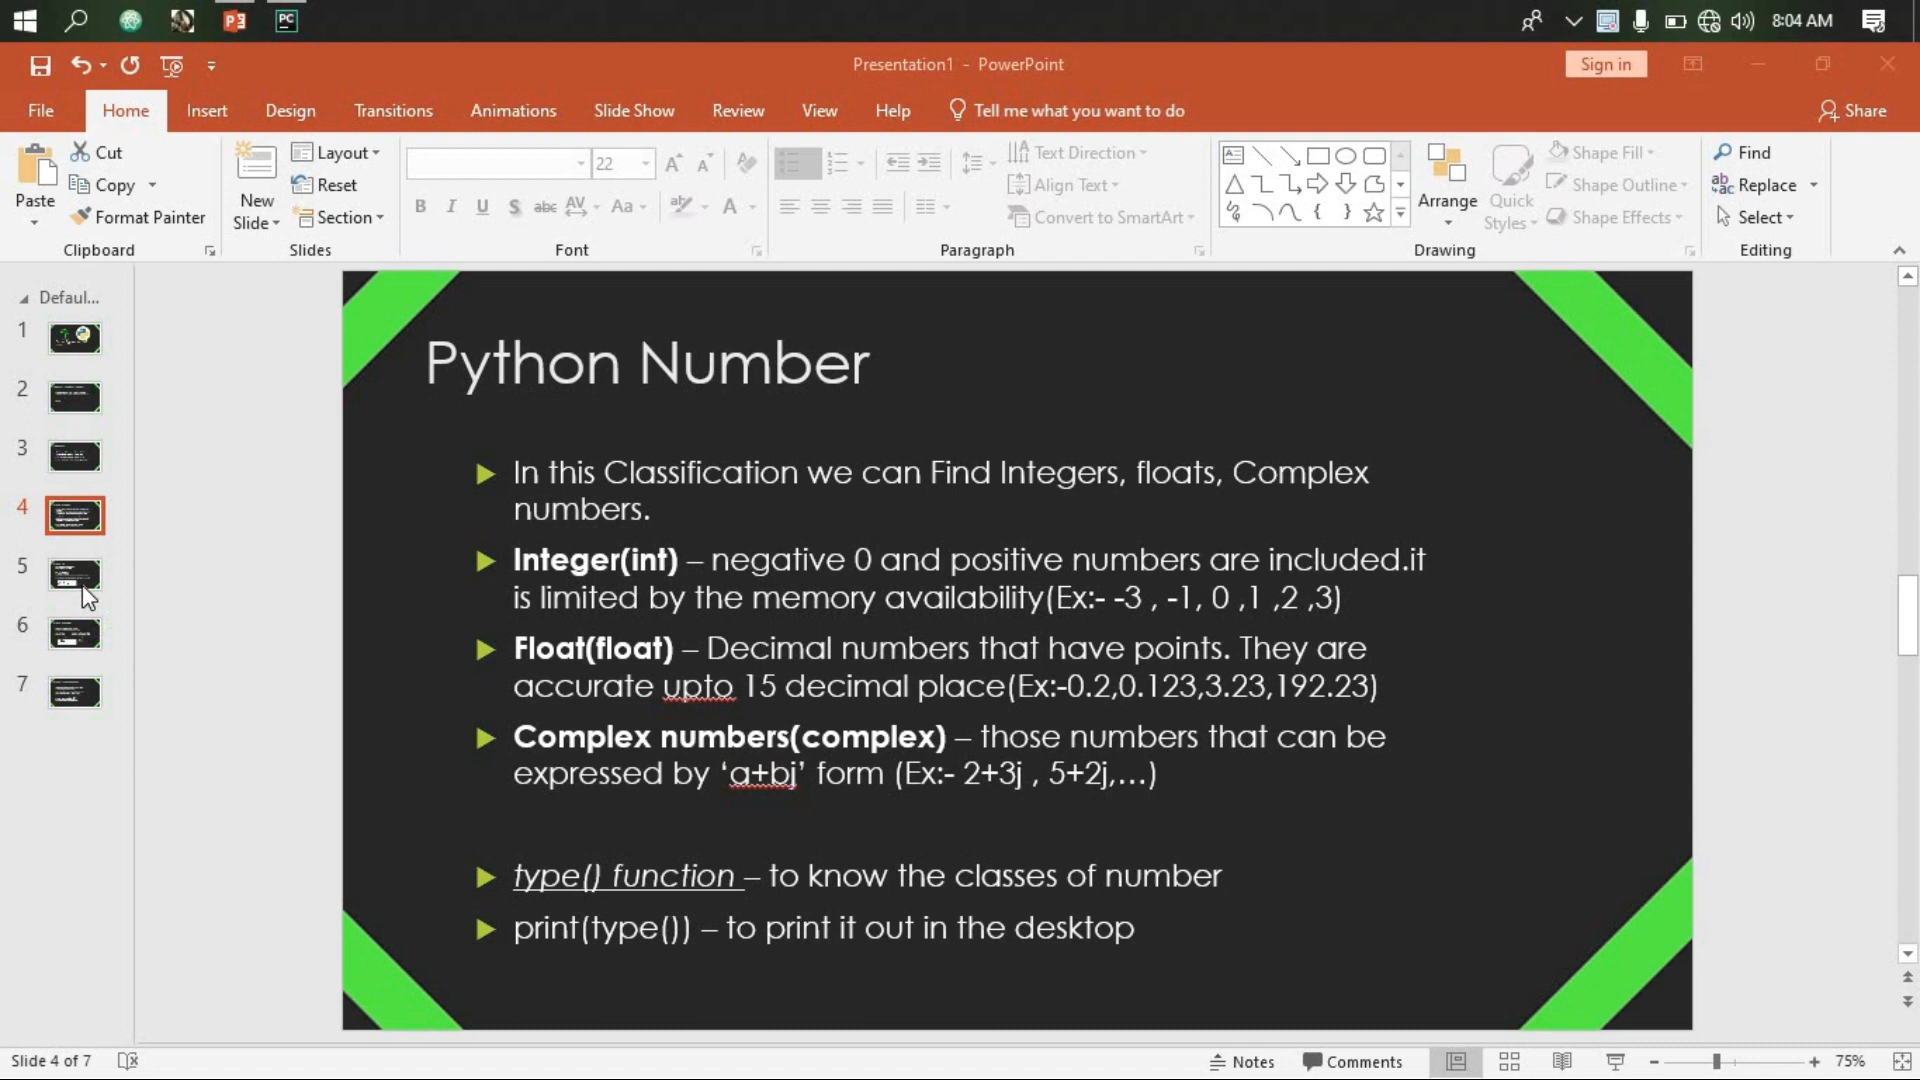 PC
8:04 AM
Presentation1 - PowerPoint
Sign in
File
Home
Insert
Design
Transitions
Animations
Slide Show
Review
View
Help
Tell me what you want to do
Share
Paste
Cut
Copy
Format Painter
Clipboard
New
Slide
Layout
Reset
Section
Slides
22
B I U S abc AV Aa A
Font
Text Direction
Align Text
Convert to SmartArt
Paragraph
Arrange
Quick
Styles
Shape Fill
Shape Outline
Shape Effects
Drawing
Find
Replace
Select
Editing
Defaul...
1
2
3
4
5
6
7
Python Number
In this Classification we can Find Integers, floats, Complex
numbers.
Integer(int) – negative 0 and positive numbers are included.it
is limited by the memory availability(Ex:- -3 , -1, 0 ,1 ,2 ,3)
Float(float) – Decimal numbers that have points. They are
accurate upto 15 decimal place(Ex:-0.2,0.123,3.23,192.23)
Complex numbers(complex) – those numbers that can be
expressed by ‘a+bj’ form (Ex:- 2+3j , 5+2j,...)
type() function – to know the classes of number
print(type()) – to print it out in the desktop
Slide 4 of 7
Notes
Comments
75%